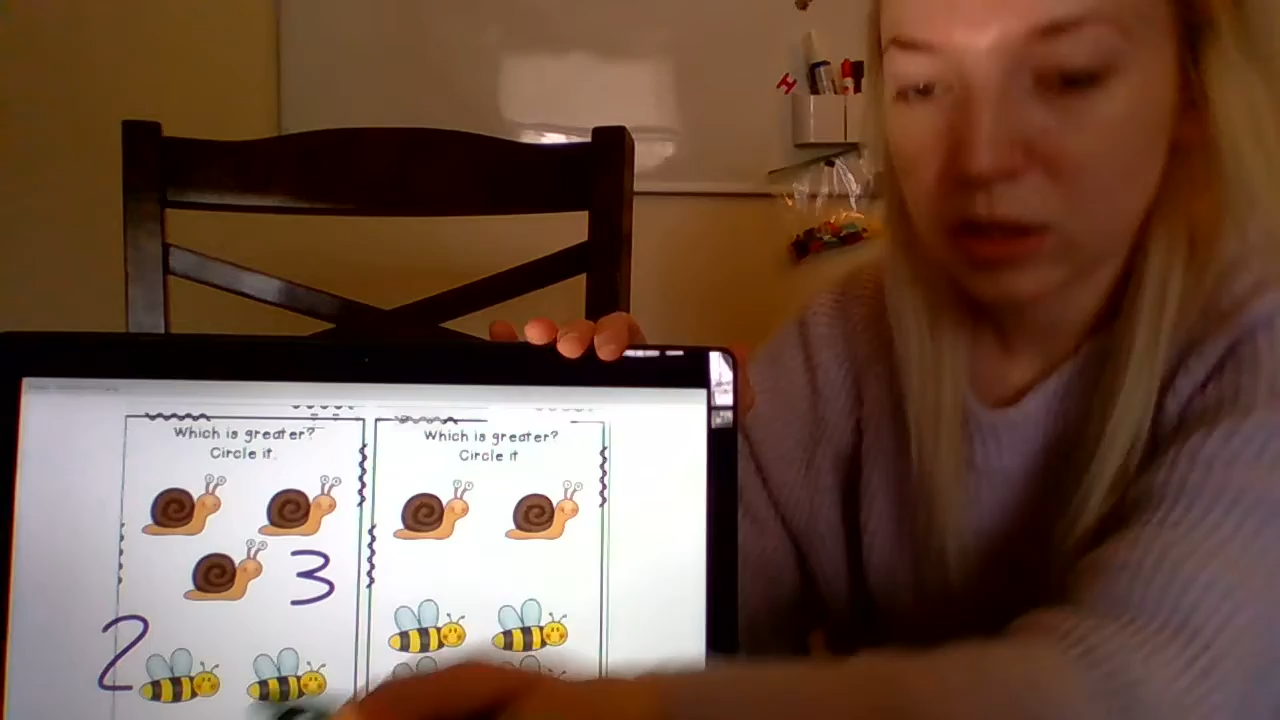 Which is greater?
Circle it.
3
2
Which is greater?
Circle it
H